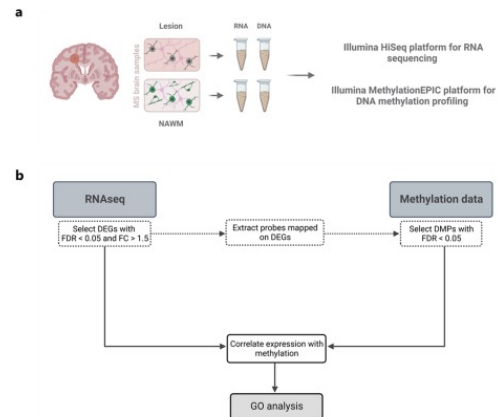 a
Lesion
RNA DNA
MS brain samples
NAWM
Illumina HiSeq platform for RNA
sequencing
Illumina MethylationEPIC platform for
DNA methylation profiling
b
RNAseq
Methylation data
Select DEGs with
FDR < 0.05 and FC > 1.5
Extract probes mapped
on DEGs
Select DMPs with
FDR < 0.05
Correlate expression with
methylation
GO analysis